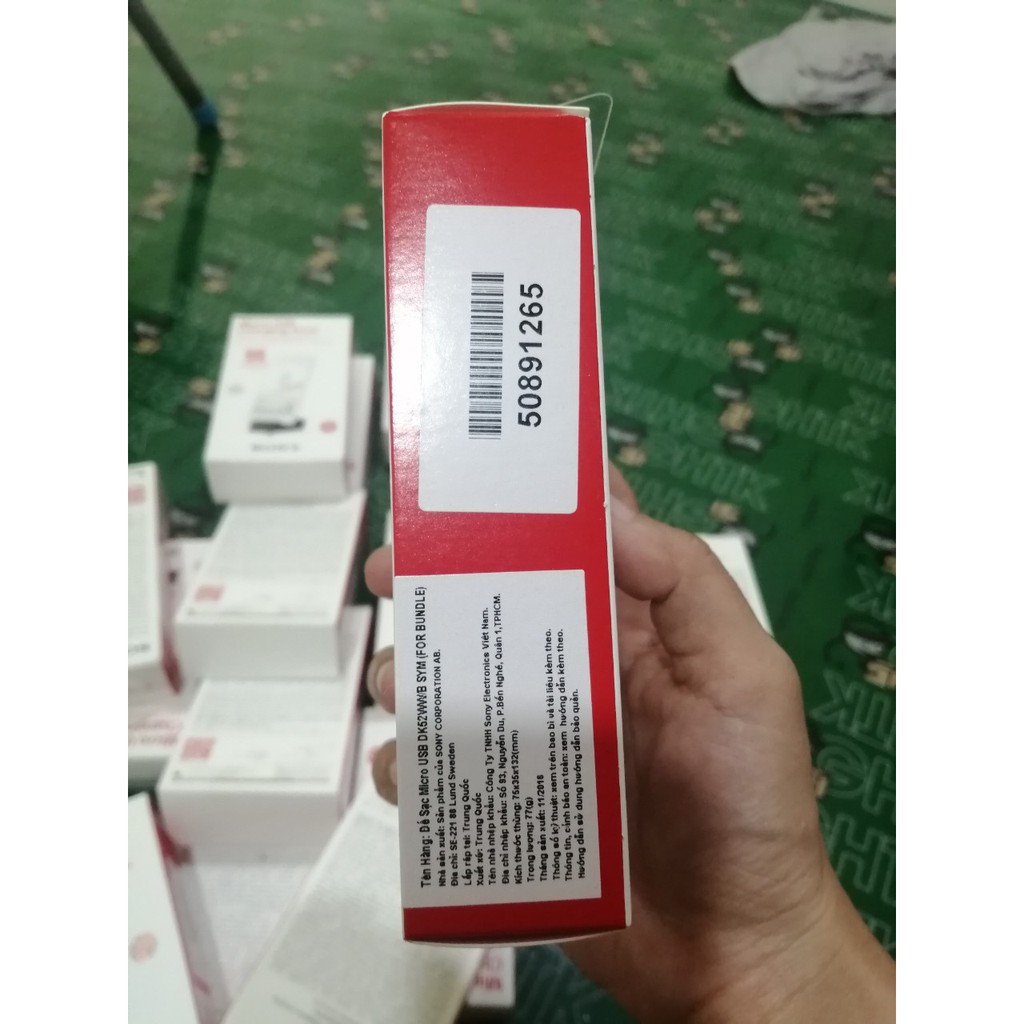 50891265
Tên Hàng: Đế Sạc Micro USB DK52WW/B SYM (FOR BUNDLE)
Nhà sản xuất: Sản phẩm của SONY CORPORATION AB.
Địa chỉ: SE-221 88 Lund Sweden
Lắp ráp tại: Trung Quốc
Xuất xứ: Trung Quốc
Tên nhà nhập khẩu: Công Ty TNHH Sony Electronics Việt Nam.
Địa chỉ nhập khẩu: Số 93, Nguyễn Du, P.Bến Nghé, Quận 1,TPHCM.
Kích thước thùng: 75x35x132(mm)
Trọng lượng: 77(g)
Tháng sản xuất: 11/2016
Thông số kỹ thuật: xem trên bao bì và tài liệu kèm theo.
Thông tin, cảnh báo an toàn: xem hướng dẫn kèm theo.
Hướng dẫn sử dụng hướng dẫn bảo quản.